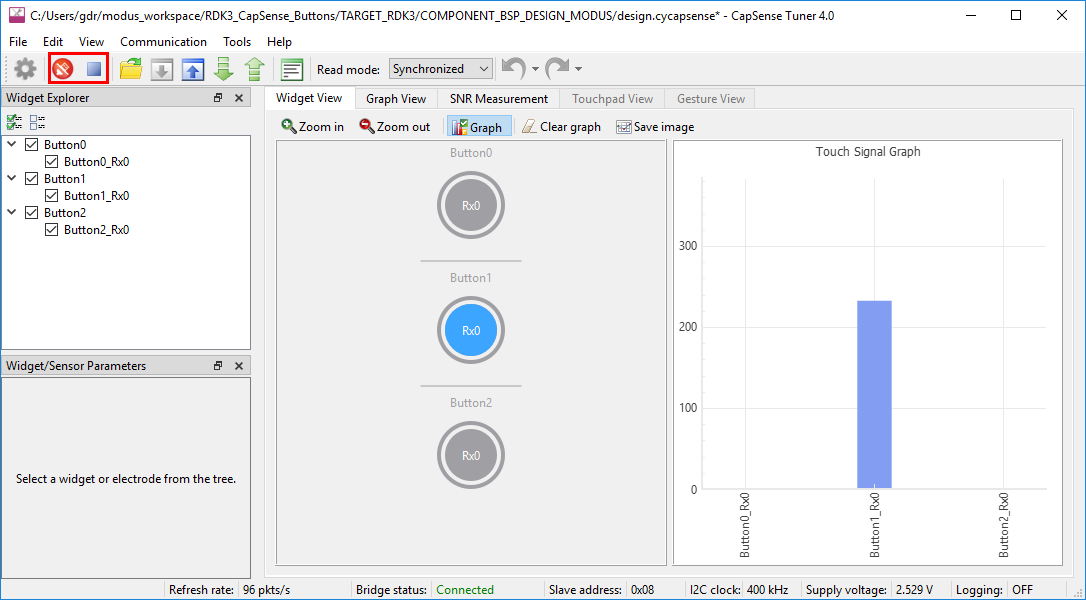 C:/Users/gdr/modus_workspace/RDK3_CapSense_Buttons/TARGET_RDK3/COMPONENT_BSP_DESIGN_MODUS/design.cycapsense* - CapSense Tuner 4.0
File Edit View Communication Tools Help
Read mode: Synchronized
Widget Explorer
Button0
Button0_Rx0
Button1
Button1_Rx0
Button2
Button2_Rx0
Widget/Sensor Parameters
Select a widget or electrode from the tree.
Widget View Graph View SNR Measurement Touchpad View Gesture View
Zoom in Zoom out Graph Clear graph Save image
Button0
Rx0
Button1
Rx0
Button2
Rx0
Touch Signal Graph
300
200
100
0
Button0_Rx0
Button1_Rx0
Button2_Rx0
Refresh rate: 96 pkts/s Bridge status: Connected Slave address: 0x08 I2C clock: 400 kHz Supply voltage: 2.529 V Logging: OFF